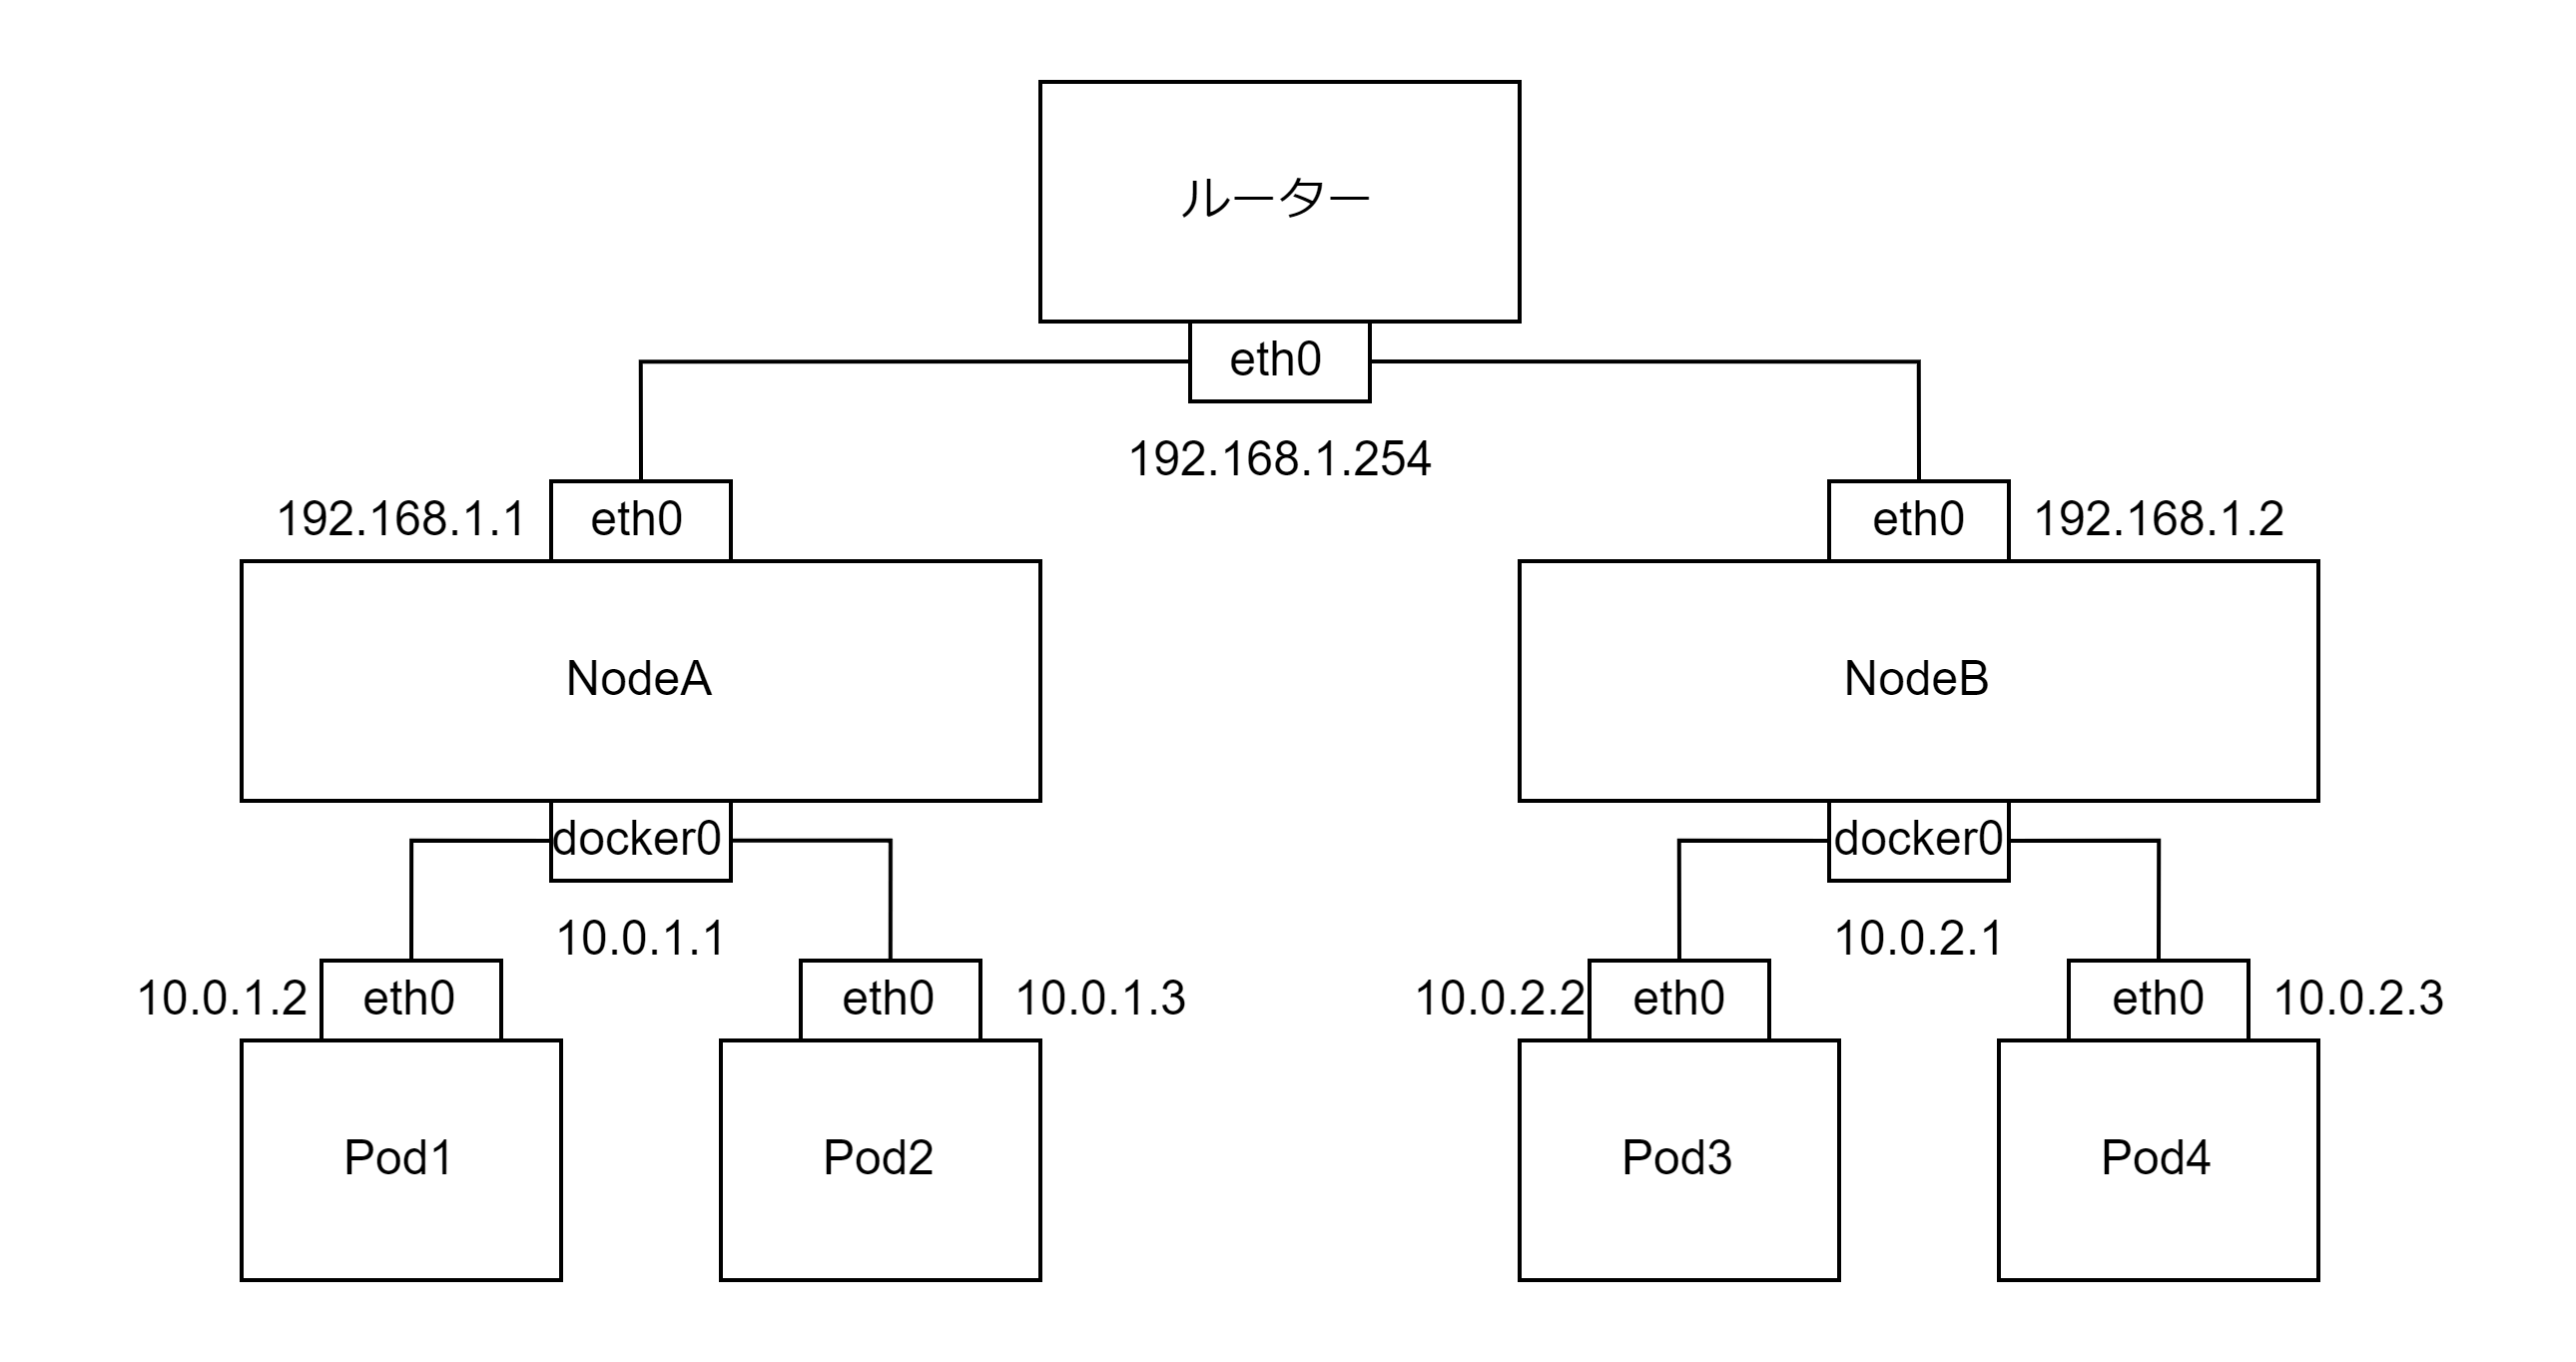 ルーター
eth0
192.168.1.254
192.168.1.1
eth0
eth0
192.168.1.2
NodeA
NodeB
docker0
docker0
10.0.1.1
10.0.2.1
10.0.1.2
eth0
eth0
10.0.1.3
10.0.2.2
eth0
eth0
10.0.2.3
Pod1
Pod2
Pod3
Pod4